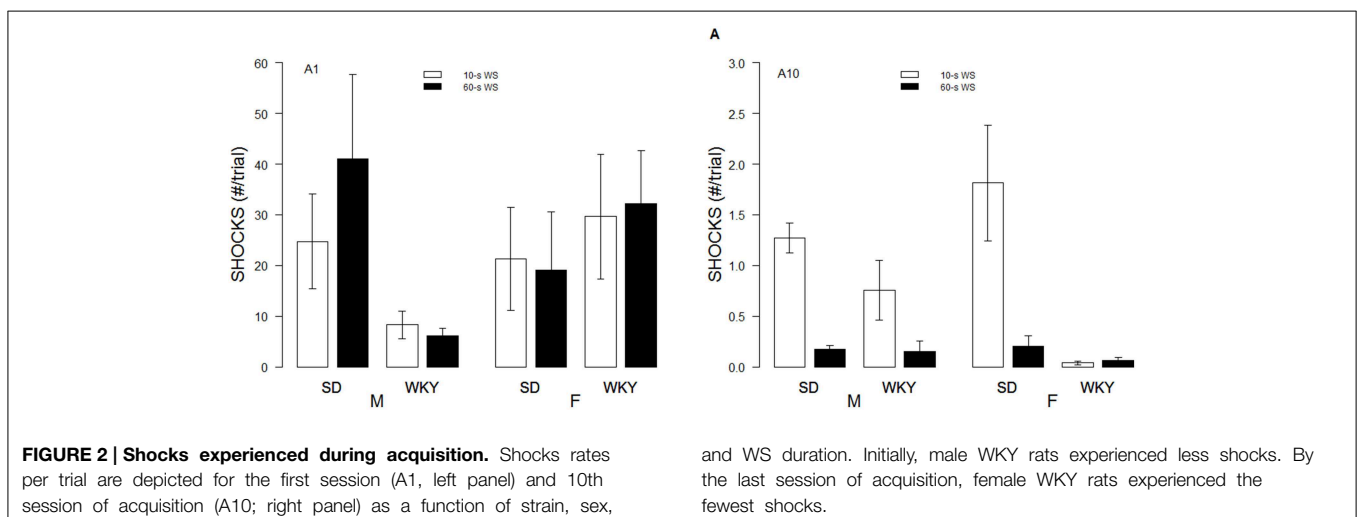 A
A1
10-s WS
60-s WS
SHOCKS (#/trial)
60
50
40
30
20
10
0
SD
WKY
SD
WKY
M
F
A10
10-s WS
60-s WS
SHOCKS (#/trial)
3.0
2.5
2.0
1.5
1.0
0.5
0.0
SD
WKY
SD
WKY
M
F
FIGURE 2 | Shocks experienced during acquisition. Shocks rates
per trial are depicted for the first session (A1, left panel) and 10th
session of acquisition (A10; right panel) as a function of strain, sex,
and WS duration. Initially, male WKY rats experienced less shocks. By
the last session of acquisition, female WKY rats experienced the
fewest shocks.